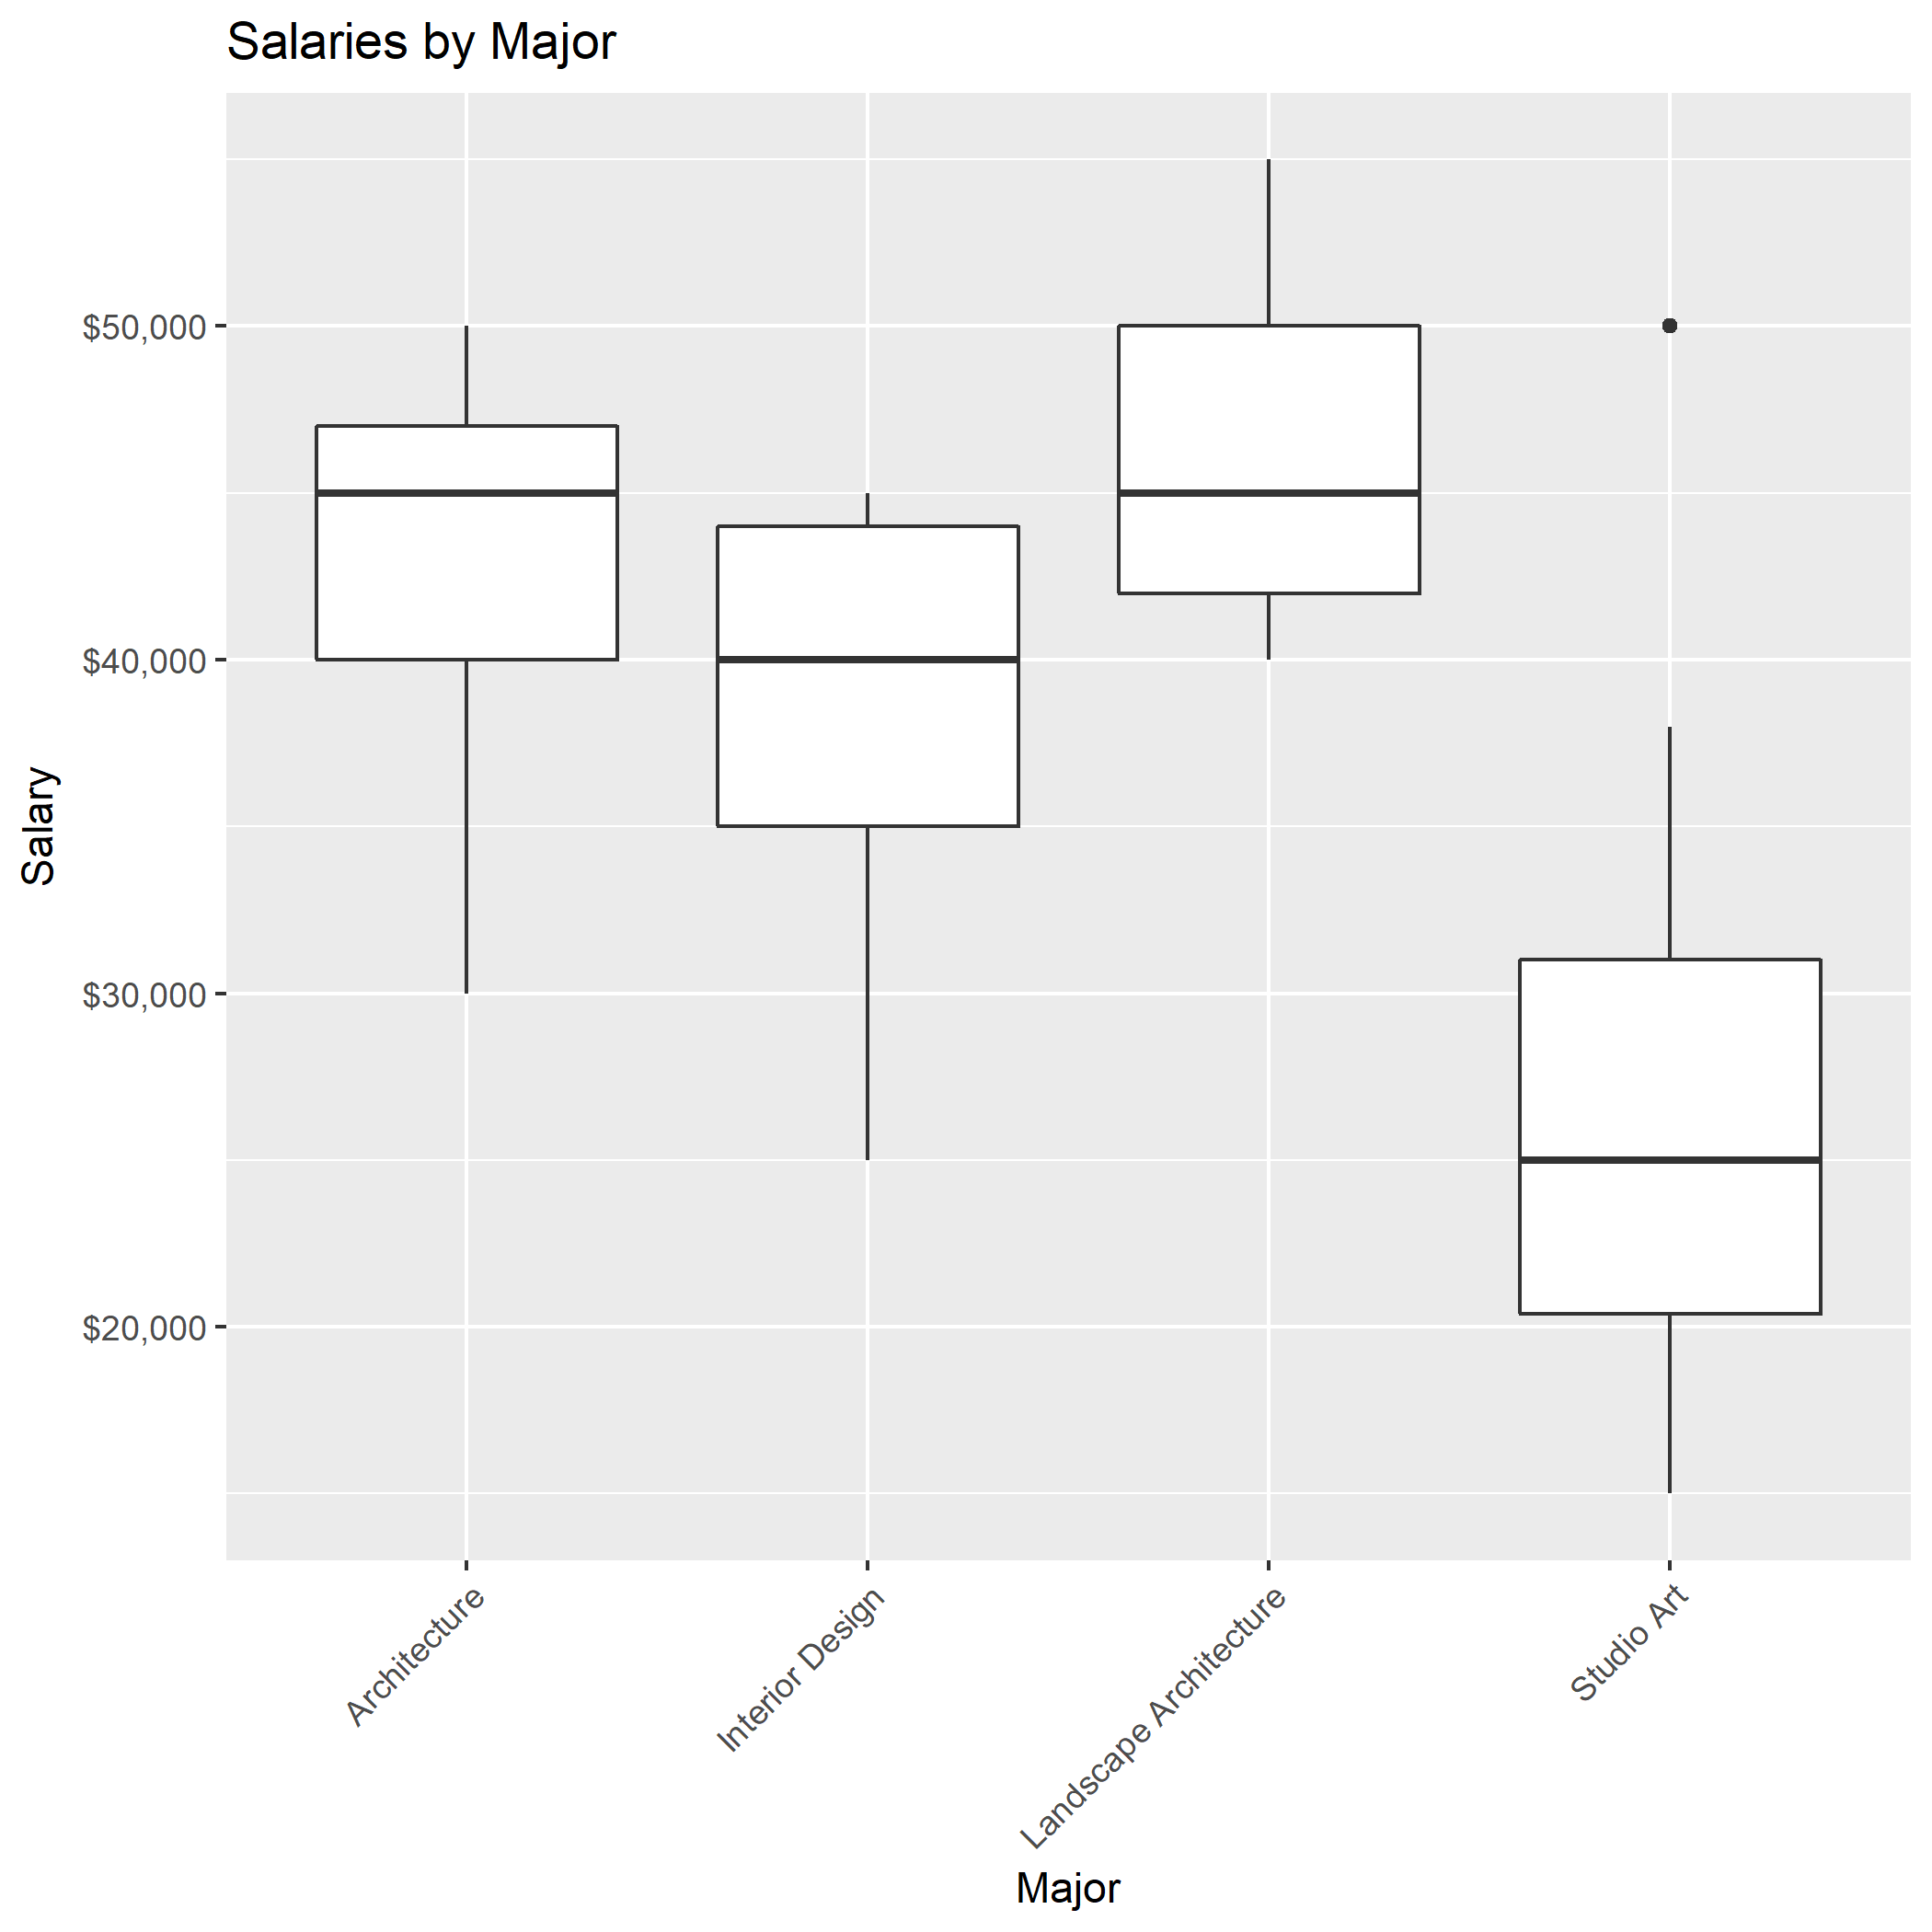 Salaries by Major
Salary
$50,000
$40,000
$30,000
$20,000
Architecture
Interior Design
Landscape Architecture
Studio Art
Major